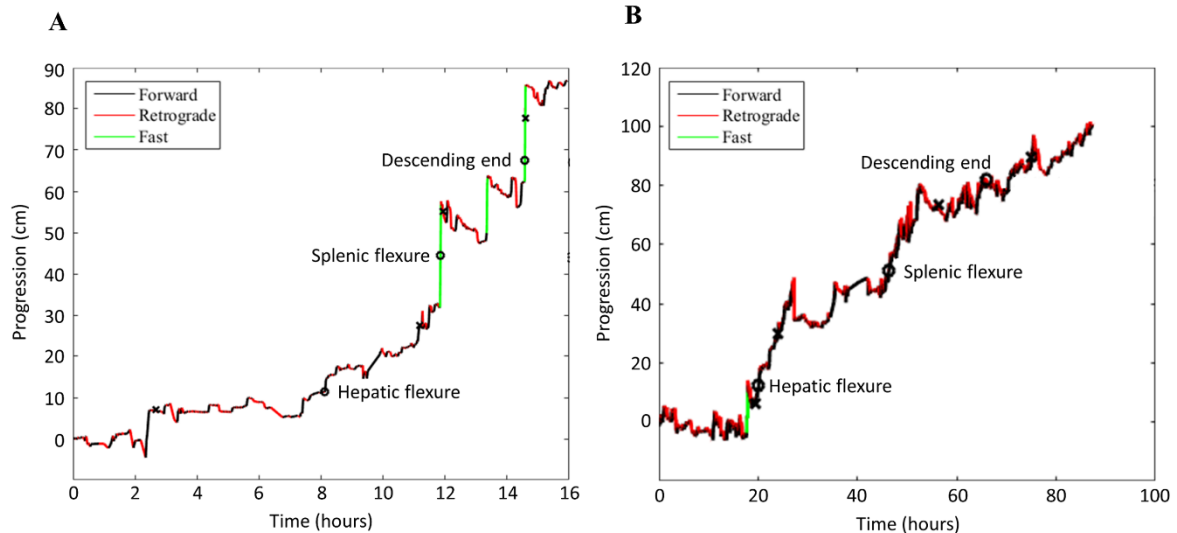 A
90
80
70
60
50
40
30
20
10
0
Progression (cm)
Forward
Retrograde
Fast
Descending end
Splenic flexure
Hepatic flexure
0 2 4 6 8 10 12 14 16
Time (hours)
B
120
100
80
60
40
20
0
Progression (cm)
Forward
Retrograde
Fast
Descending end
Splenic flexure
Hepatic flexure
0 20 40 60 80 100
Time (hours)